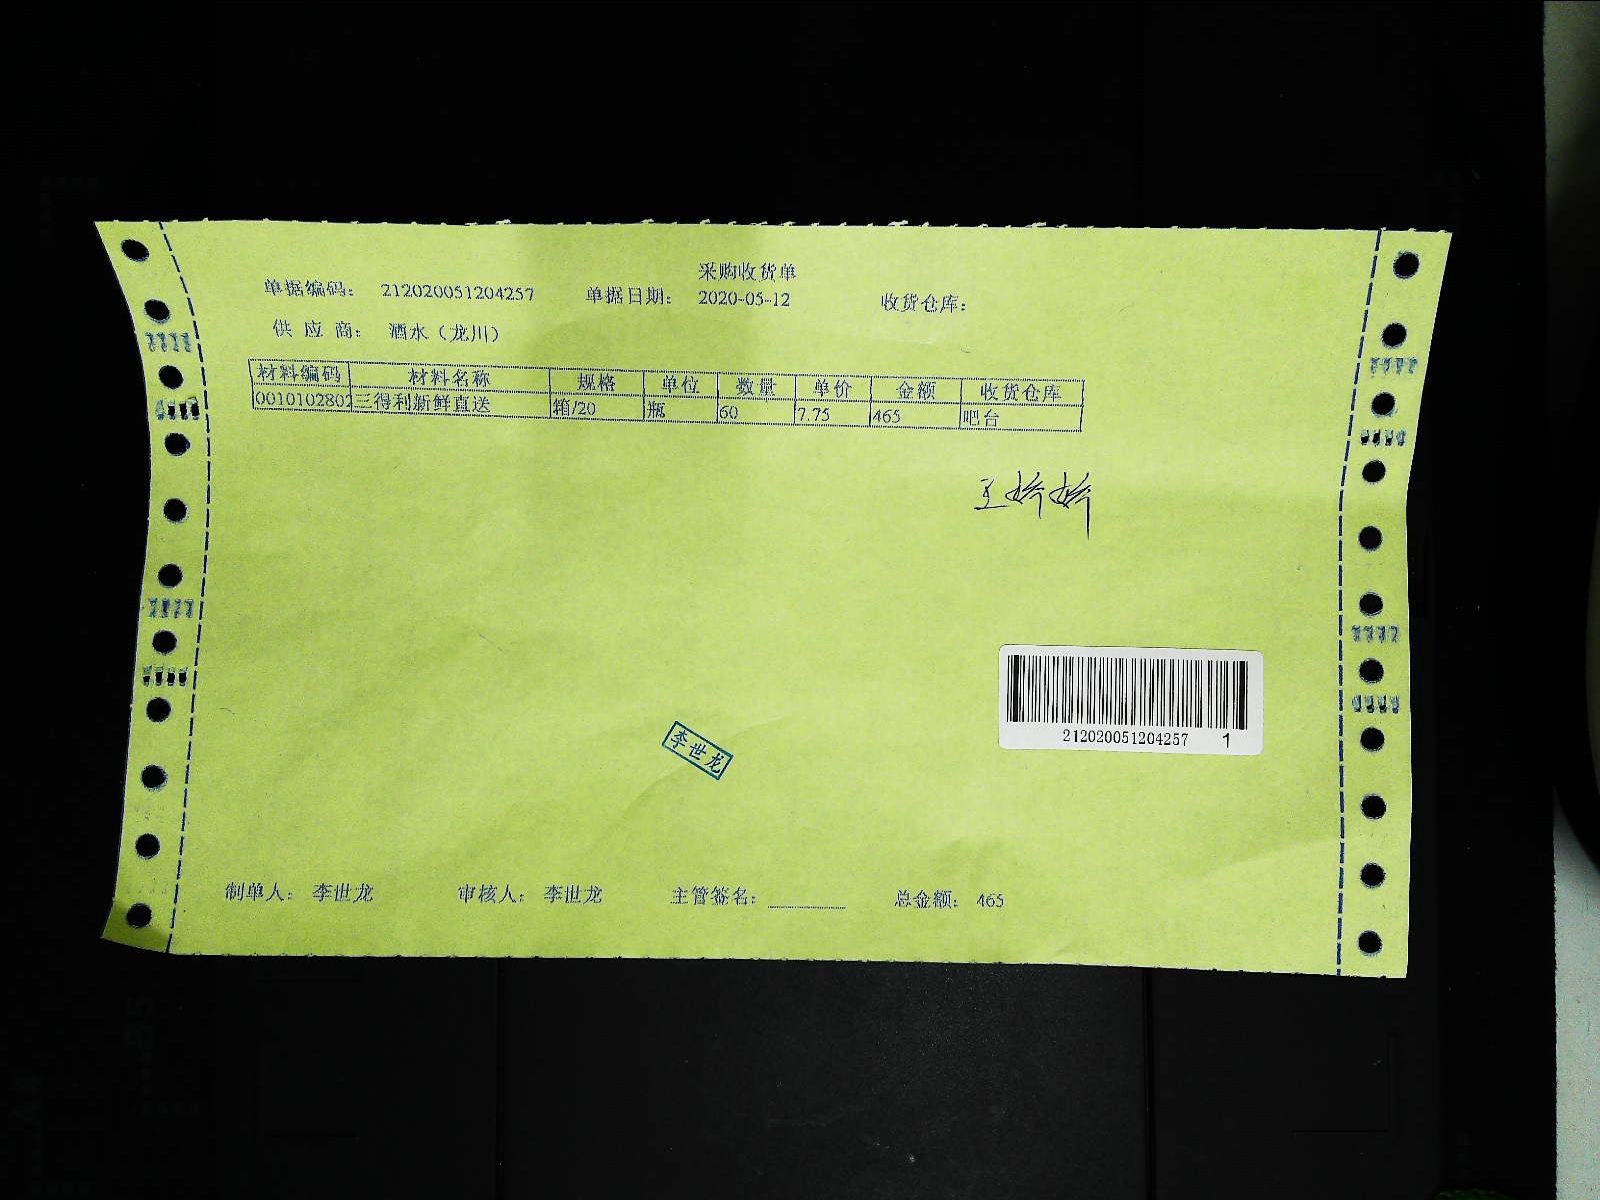 采购收货单
单据编码： 212020051204257 单据日期： 2020-05-12 收货仓库：
供 应 商： 酒水（龙川）
材料编码 材料名称 规格 单位 数量 单价 金额 收货仓库
0010102802 三得利新鲜直送 箱/20 瓶 60 7.75 465 吧台
王娇娇
212020051204257 1
李世龙
制单人： 李世龙 审核人： 李世龙 主管签名： 总金额： 465